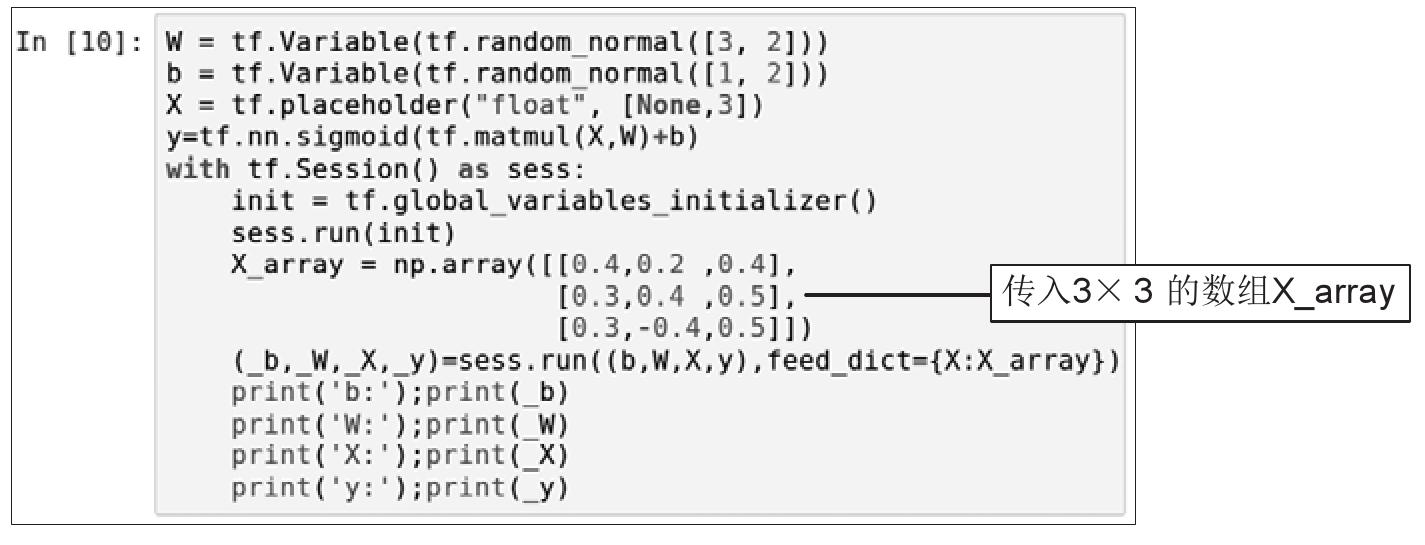 In [10]: W = tf.Variable(tf.random_normal([3, 2]))
b = tf.Variable(tf.random_normal([1, 2]))
X = tf.placeholder("float", [None,3])
y=tf.nn.sigmoid(tf.matmul(X,W)+b)
with tf.Session() as sess:
    init = tf.global_variables_initializer()
    sess.run(init)
    X_array = np.array([[0.4,0.2 ,0.4],
                        [0.3,0.4 ,0.5],
                        [0.3,-0.4,0.5]])
    (_b,_W,_X,_y)=sess.run((b,W,X,y),feed_dict={X:X_array})
    print('b:');print(_b)
    print('W:');print(_W)
    print('X:');print(_X)
    print('y:');print(_y)
传入3× 3 的数组X_array